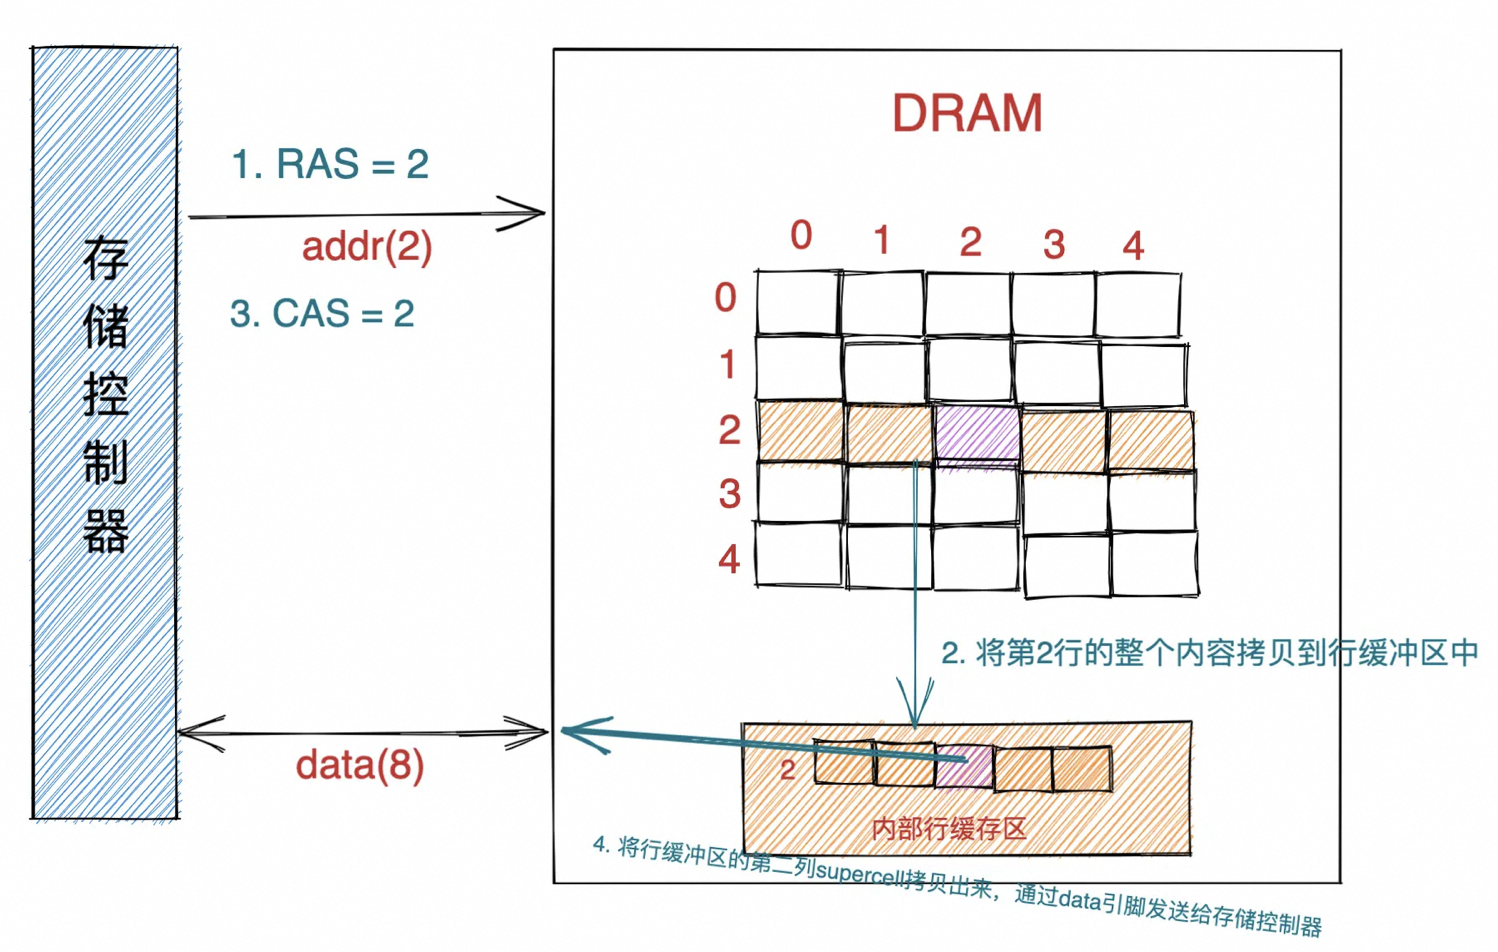 DRAM
1. RAS = 2
addr(2)
3. CAS = 2
存
储
控
制
器
0 1 2 3 4
0
1
2
3
4
2. 将第2行的整个内容拷贝到行缓冲区中
data(8)
2
内部行缓存区
4. 将行缓冲区的第二列supercell拷贝出来，通过data引脚发送给存储控制器